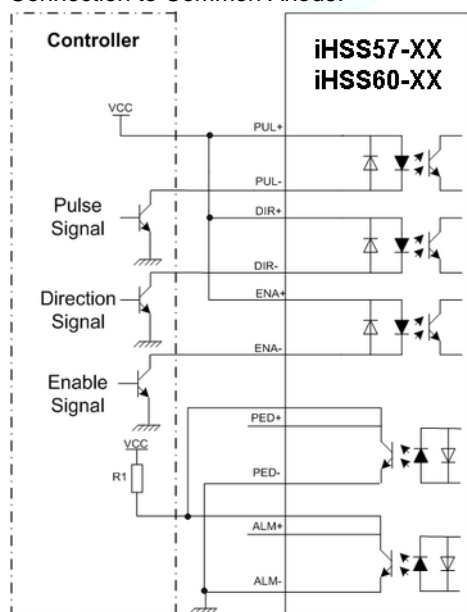 Connection to Common Anode:
Controller
iHSS57-XX
iHSS60-XX
VCC
PUL+
PUL-
Pulse
Signal
DIR+
DIR-
Direction
Signal
ENA+
ENA-
Enable
Signal
VCC
R1
PED+
PED-
ALM+
ALM-